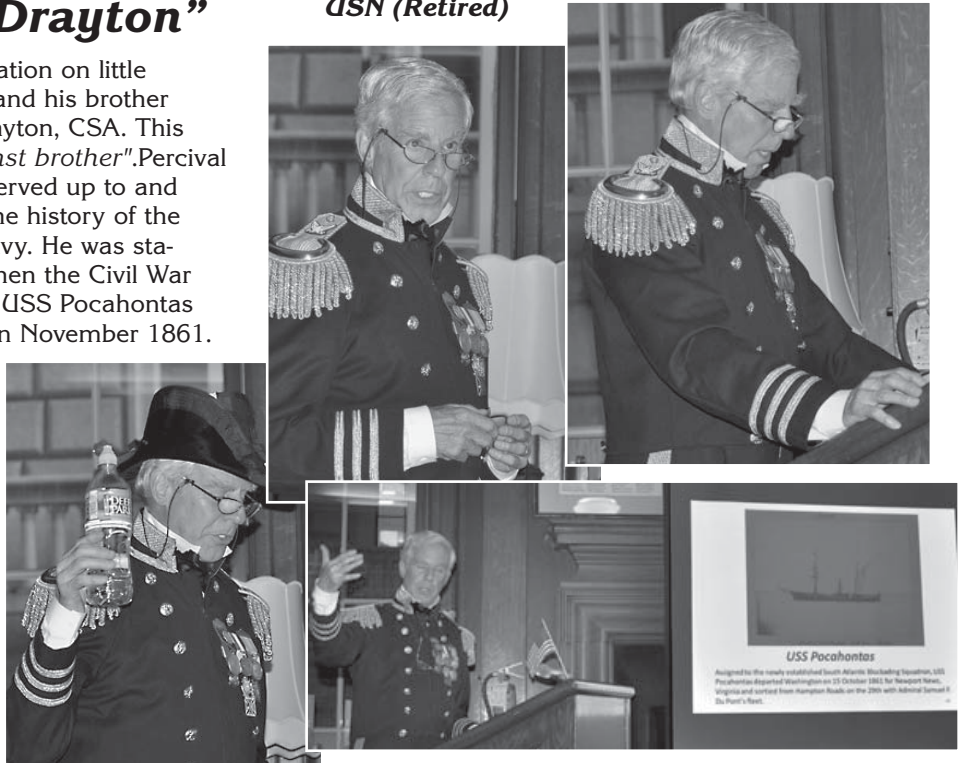 Drayton”
USN (Retired)
ation on little
and his brother
ayton, CSA. This
nst brother".Percival
erved up to and
he history of the
vy. He was sta-
hen the Civil War
USS Pocahontas
n November 1861.
DEER
PARK
USS Pocahontas
Assigned to the newly established South Atlantic Blockading Squadron, USS
Pocahontas departed Washington on 15 October 1861 for Newport News,
Virginia and sortied from Hampton Roads on the 29th with Admiral Samuel F.
Du Pont's fleet.